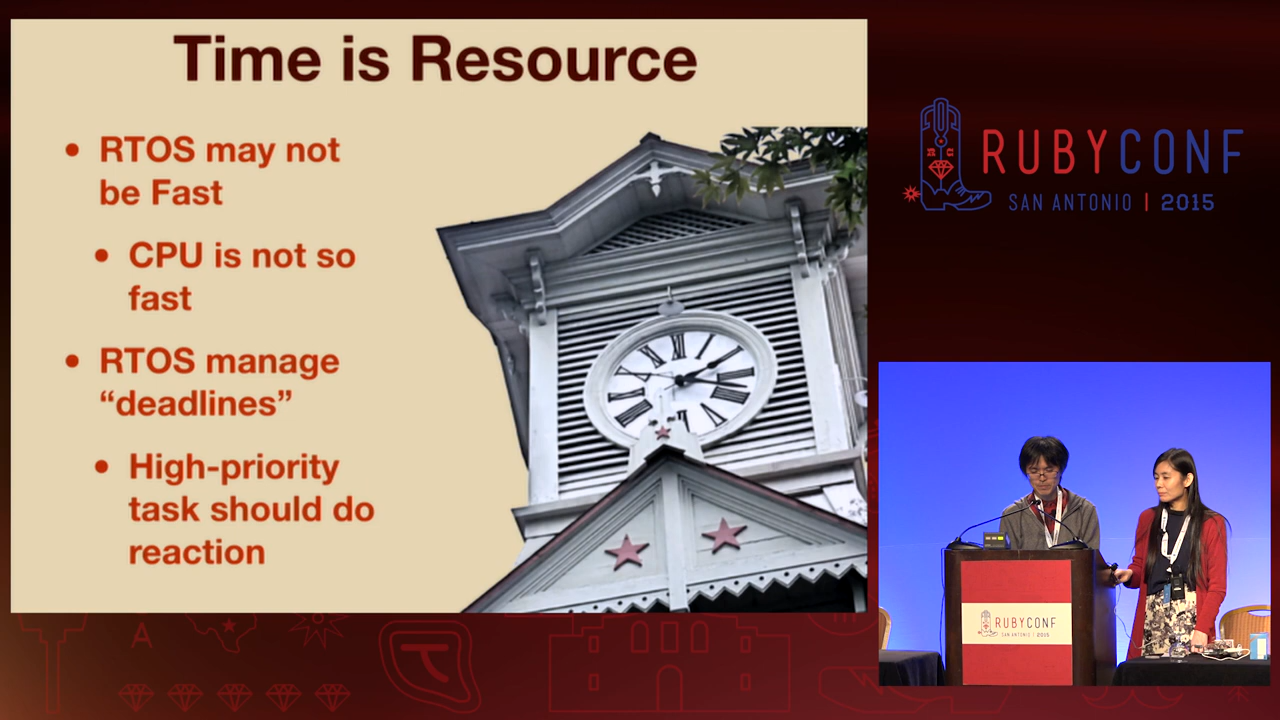 Time is Resource
• RTOS may not
be Fast
• CPU is not so
fast
• RTOS manage
“deadlines”
• High-priority
task should do
reaction
R C
RUBYCONF
SAN ANTONIO | 2015
RUBYCONF
SAN ANTONIO | 2015
A